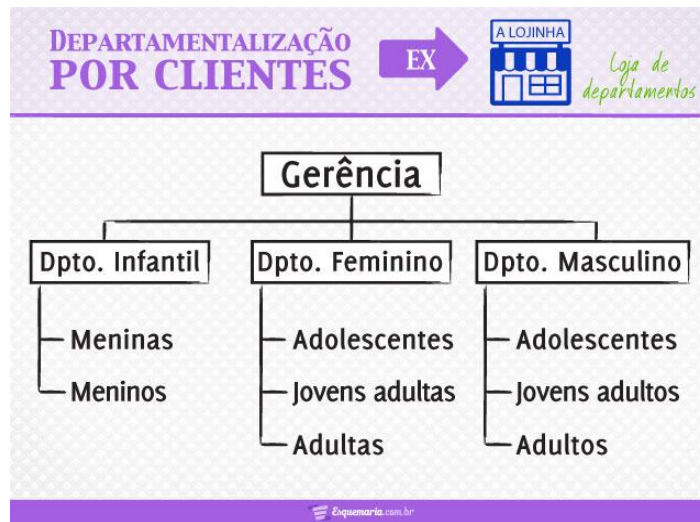 DEPARTAMENTALIZAÇÃO
POR CLIENTES
EX
A LOJINHA
Loja de
departamentos
Gerência
Dpto. Infantil
Meninas
Meninos
Dpto. Feminino
Adolescentes
Jovens adultas
Adultas
Dpto. Masculino
Adolescentes
Jovens adultos
Adultos
Esquemaria.com.br